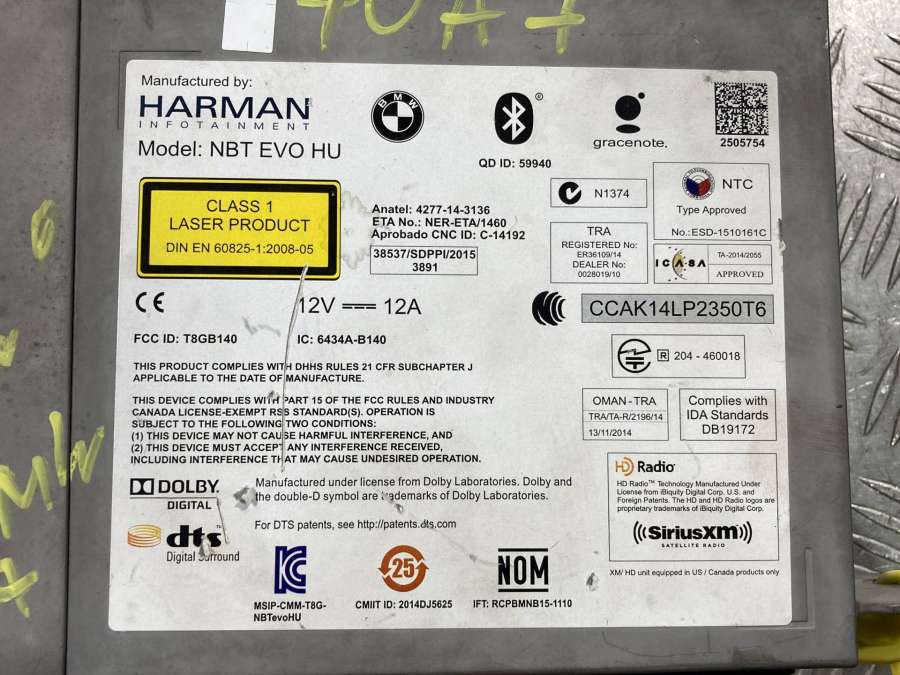 Manufactured by:
HARMAN
INFOTAINMENT
Model: NBT EVO HU
BMW
QD ID: 59940
gracenote.
2505754
CLASS 1
LASER PRODUCT
DIN EN 60825-1:2008-05
Anatel: 4277-14-3136
ETA No.: NER-ETA/1460
Aprobado CNC ID: C-14192
38537/SDPPI/2015
3891
N1374
NTC
Type Approved
No.:ESD-1510161C
TRA
REGISTERED No:
ER36109/14
DEALER No:
0028019/10
ICASA
TA-2014/2055
APPROVED
12V 12A
CCAK14LP2350T6
FCC ID: T8GB140 IC: 6434A-B140
R 204 - 460018
THIS PRODUCT COMPLIES WITH DHHS RULES 21 CFR SUBCHAPTER J
APPLICABLE TO THE DATE OF MANUFACTURE.
THIS DEVICE COMPLIES WITH PART 15 OF THE FCC RULES AND INDUSTRY
CANADA LICENSE-EXEMPT RSS STANDARD(S). OPERATION IS
SUBJECT TO THE FOLLOWING TWO CONDITIONS:
(1) THIS DEVICE MAY NOT CAUSE HARMFUL INTERFERENCE, AND
(2) THIS DEVICE MUST ACCEPT ANY INTERFERENCE RECEIVED,
INCLUDING INTERFERENCE THAT MAY CAUSE UNDESIRED OPERATION.
OMAN - TRA
TRA/TA-R/2196/14
13/11/2014
Complies with
IDA Standards
DB19172
DOLBY
DIGITAL
Manufactured under license from Dolby Laboratories. Dolby and
the double-D symbol are trademarks of Dolby Laboratories.
dts
Digital Surround
For DTS patents, see http://patents.dts.com
HD Radio
HD Radio™ Technology Manufactured Under
License from iBiquity Digital Corp. U.S. and
Foreign Patents. The HD and HD Radio logos are
proprietary trademarks of iBiquity Digital Corp.
SiriusXM
SATELLITE RADIO
XM/ HD unit equipped in US / Canada products only
MSIP-CMM-T8G-
NBTevoHU
25
CMIIT ID: 2014DJ5625
NOM
IFT: RCPBMNB15-1110